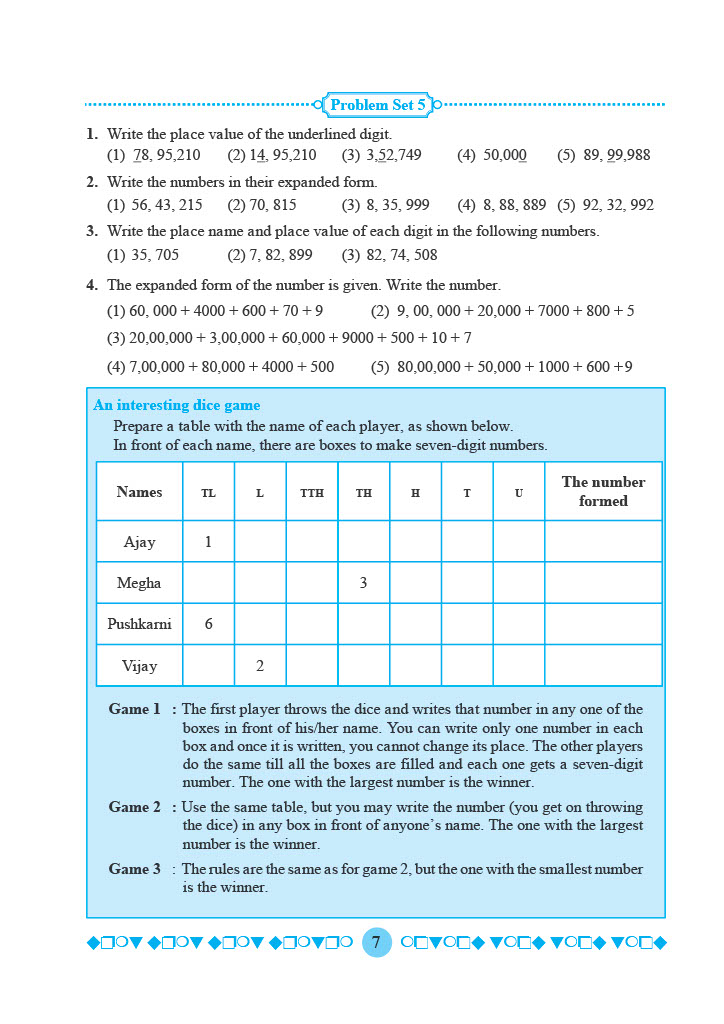 Problem Set 5
1. Write the place value of the underlined digit.
(1) 78, 95,210 (2) 14, 95,210 (3) 3,52,749 (4) 50,000 (5) 89, 99,988
2. Write the numbers in their expanded form.
(1) 56, 43, 215 (2) 70, 815 (3) 8, 35, 999 (4) 8, 88, 889 (5) 92, 32, 992
3. Write the place name and place value of each digit in the following numbers.
(1) 35, 705 (2) 7, 82, 899 (3) 82, 74, 508
4. The expanded form of the number is given. Write the number.
(1) 60, 000 + 4000 + 600 + 70 + 9 (2) 9, 00, 000 + 20,000 + 7000 + 800 + 5
(3) 20,00,000 + 3,00,000 + 60,000 + 9000 + 500 + 10 + 7
(4) 7,00,000 + 80,000 + 4000 + 500 (5) 80,00,000 + 50,000 + 1000 + 600 +9
An interesting dice game
Prepare a table with the name of each player, as shown below.
In front of each name, there are boxes to make seven-digit numbers.
Names TL L TTH TH H T U The number formed
Ajay 1
Megha 3
Pushkarni 6
Vijay 2
Game 1 : The first player throws the dice and writes that number in any one of the
boxes in front of his/her name. You can write only one number in each
box and once it is written, you cannot change its place. The other players
do the same till all the boxes are filled and each one gets a seven-digit
number. The one with the largest number is the winner.
Game 2 : Use the same table, but you may write the number (you get on throwing
the dice) in any box in front of anyone’s name. The one with the largest
number is the winner.
Game 3 : The rules are the same as for game 2, but the one with the smallest number
is the winner.
7